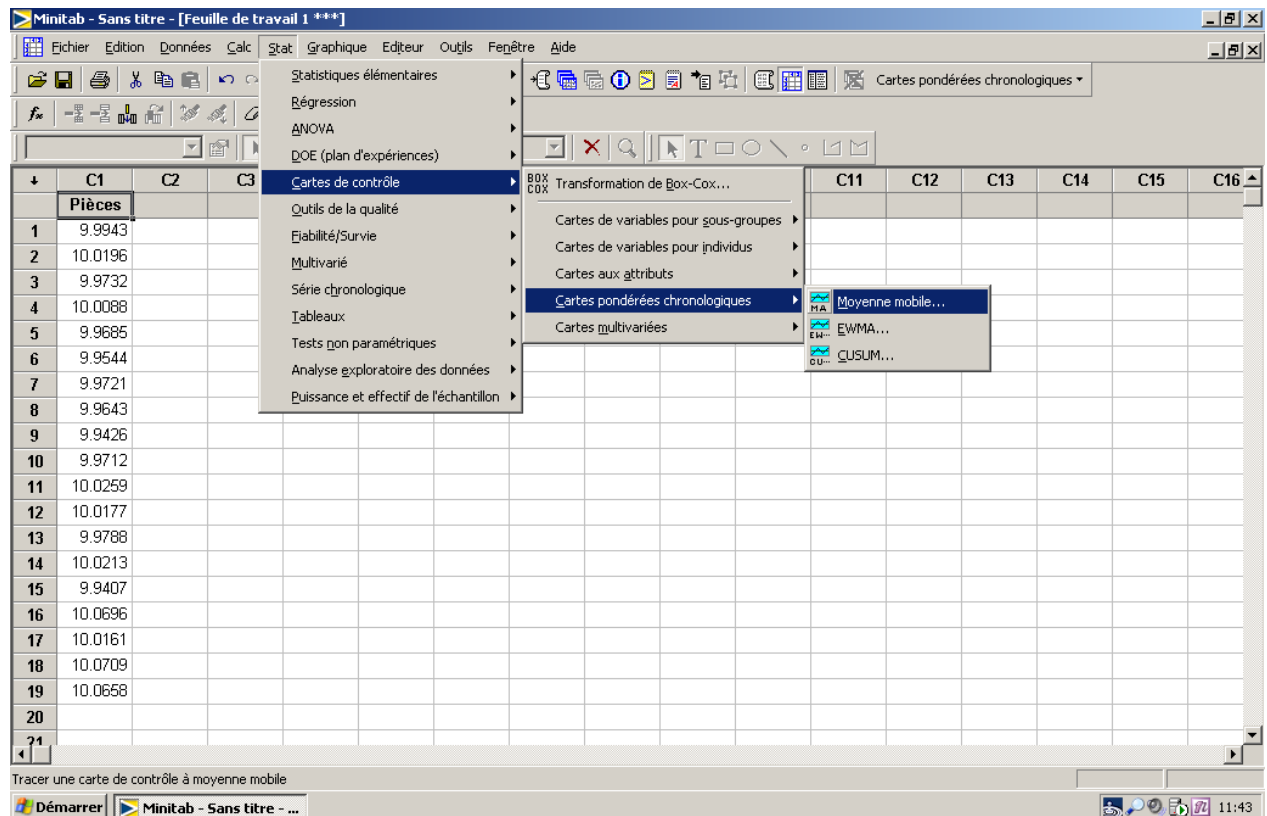 Minitab - Sans titre - [Feuille de travail 1 ***]
Fichier Edition Données Calc Stat Graphique Editeur Outils Fenêtre Aide
Cartes pondérées chronologiques
Statistiques élémentaires
Régression
ANOVA
DOE (plan d'expériences)
Cartes de contrôle
Outils de la qualité
Fiabilité/Survie
Multivarié
Série chronologique
Tableaux
Tests non paramétriques
Analyse exploratoire des données
Puissance et effectif de l'échantillon
BOX COX Transformation de Box-Cox...
Cartes de variables pour sous-groupes
Cartes de variables pour individus
Cartes aux attributs
Cartes pondérées chronologiques
Cartes multivariées
MA Moyenne mobile...
EW... EWMA...
CU... CUSUM...
C1 C2 C3 C11 C12 C13 C14 C15 C16
Pièces
1 9.9943
2 10.0196
3 9.9732
4 10.0088
5 9.9685
6 9.9544
7 9.9721
8 9.9643
9 9.9426
10 9.9712
11 10.0259
12 10.0177
13 9.9788
14 10.0213
15 9.9407
16 10.0696
17 10.0161
18 10.0709
19 10.0658
20
21
Tracer une carte de contrôle à moyenne mobile
Démarrer Minitab - Sans titre - ... 11:43